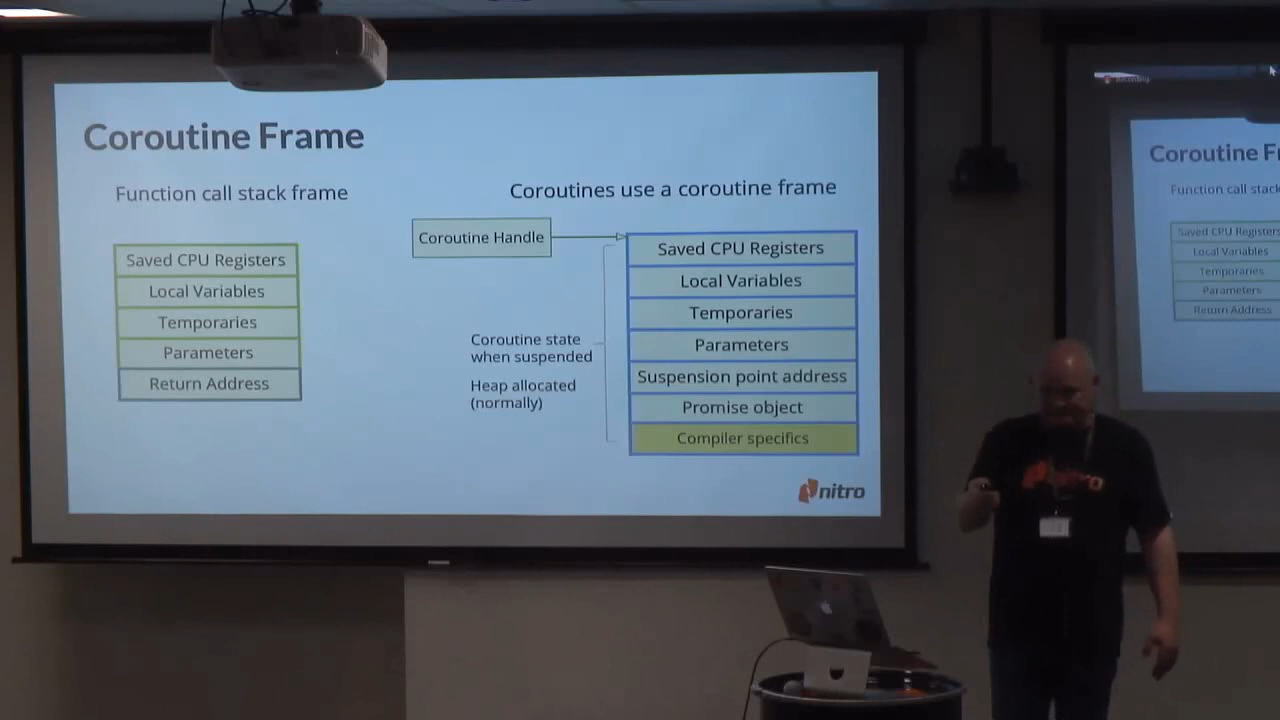 Coroutine Frame
Function call stack frame
Saved CPU Registers
Local Variables
Temporaries
Parameters
Return Address
Coroutines use a coroutine frame
Coroutine Handle
Coroutine state
when suspended
Heap allocated
(normally)
Saved CPU Registers
Local Variables
Temporaries
Parameters
Suspension point address
Promise object
Compiler specifics
nitro
Coroutine F
Function call stack
Saved CPU Registers
Local Variables
Temporaries
Parameters
Return Address